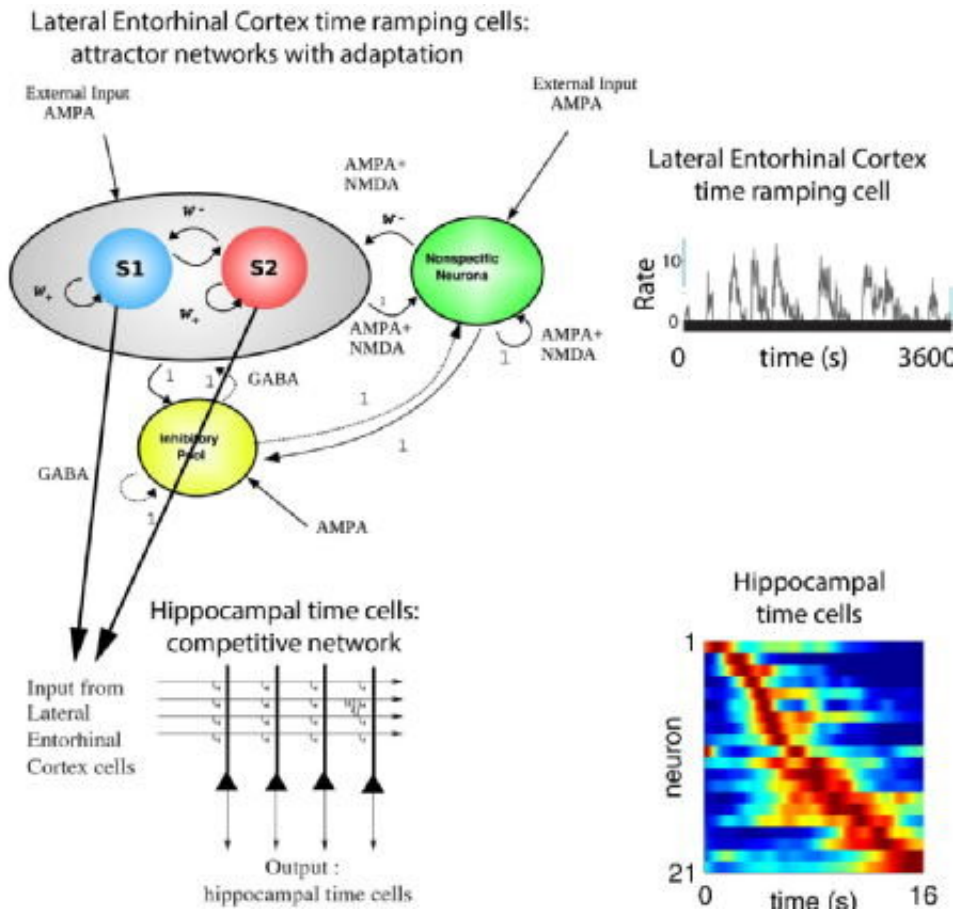 Lateral Entorhinal Cortex time ramping cells:
attractor networks with adaptation
External Input
AMPA
External Input
AMPA
AMPA+
NMDA
w-
w-
S1
S2
w+
w+
Nonspecific
Neurons
1
AMPA+
NMDA
1
AMPA+
NMDA
1
1
GABA
1
1
Inhibitory
Pool
GABA
1
AMPA
Lateral Entorhinal Cortex
time ramping cell
Rate
10
0
0
time (s)
3600
Hippocampal time cells:
competitive network
Input from
Lateral
Entorhinal
Cortex cells
Output :
hippocampal time cells
Hippocampal
time cells
neuron
1
21
0
time (s)
16